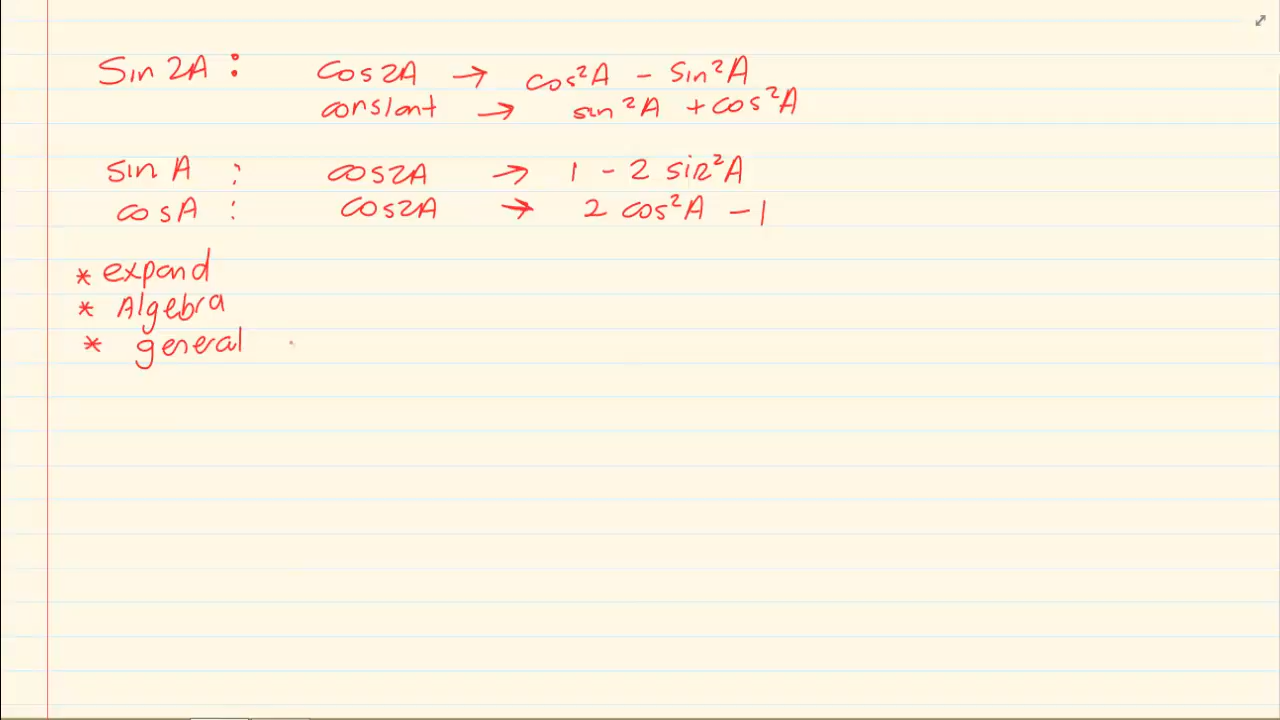 Sin 2A : cos 2A → cos²A - sin²A
constant → sin²A + cos²A
sin A : cos2A → 1 - 2 sin²A
cos A : cos2A → 2 cos²A - 1
* expand
* Algebra
* general